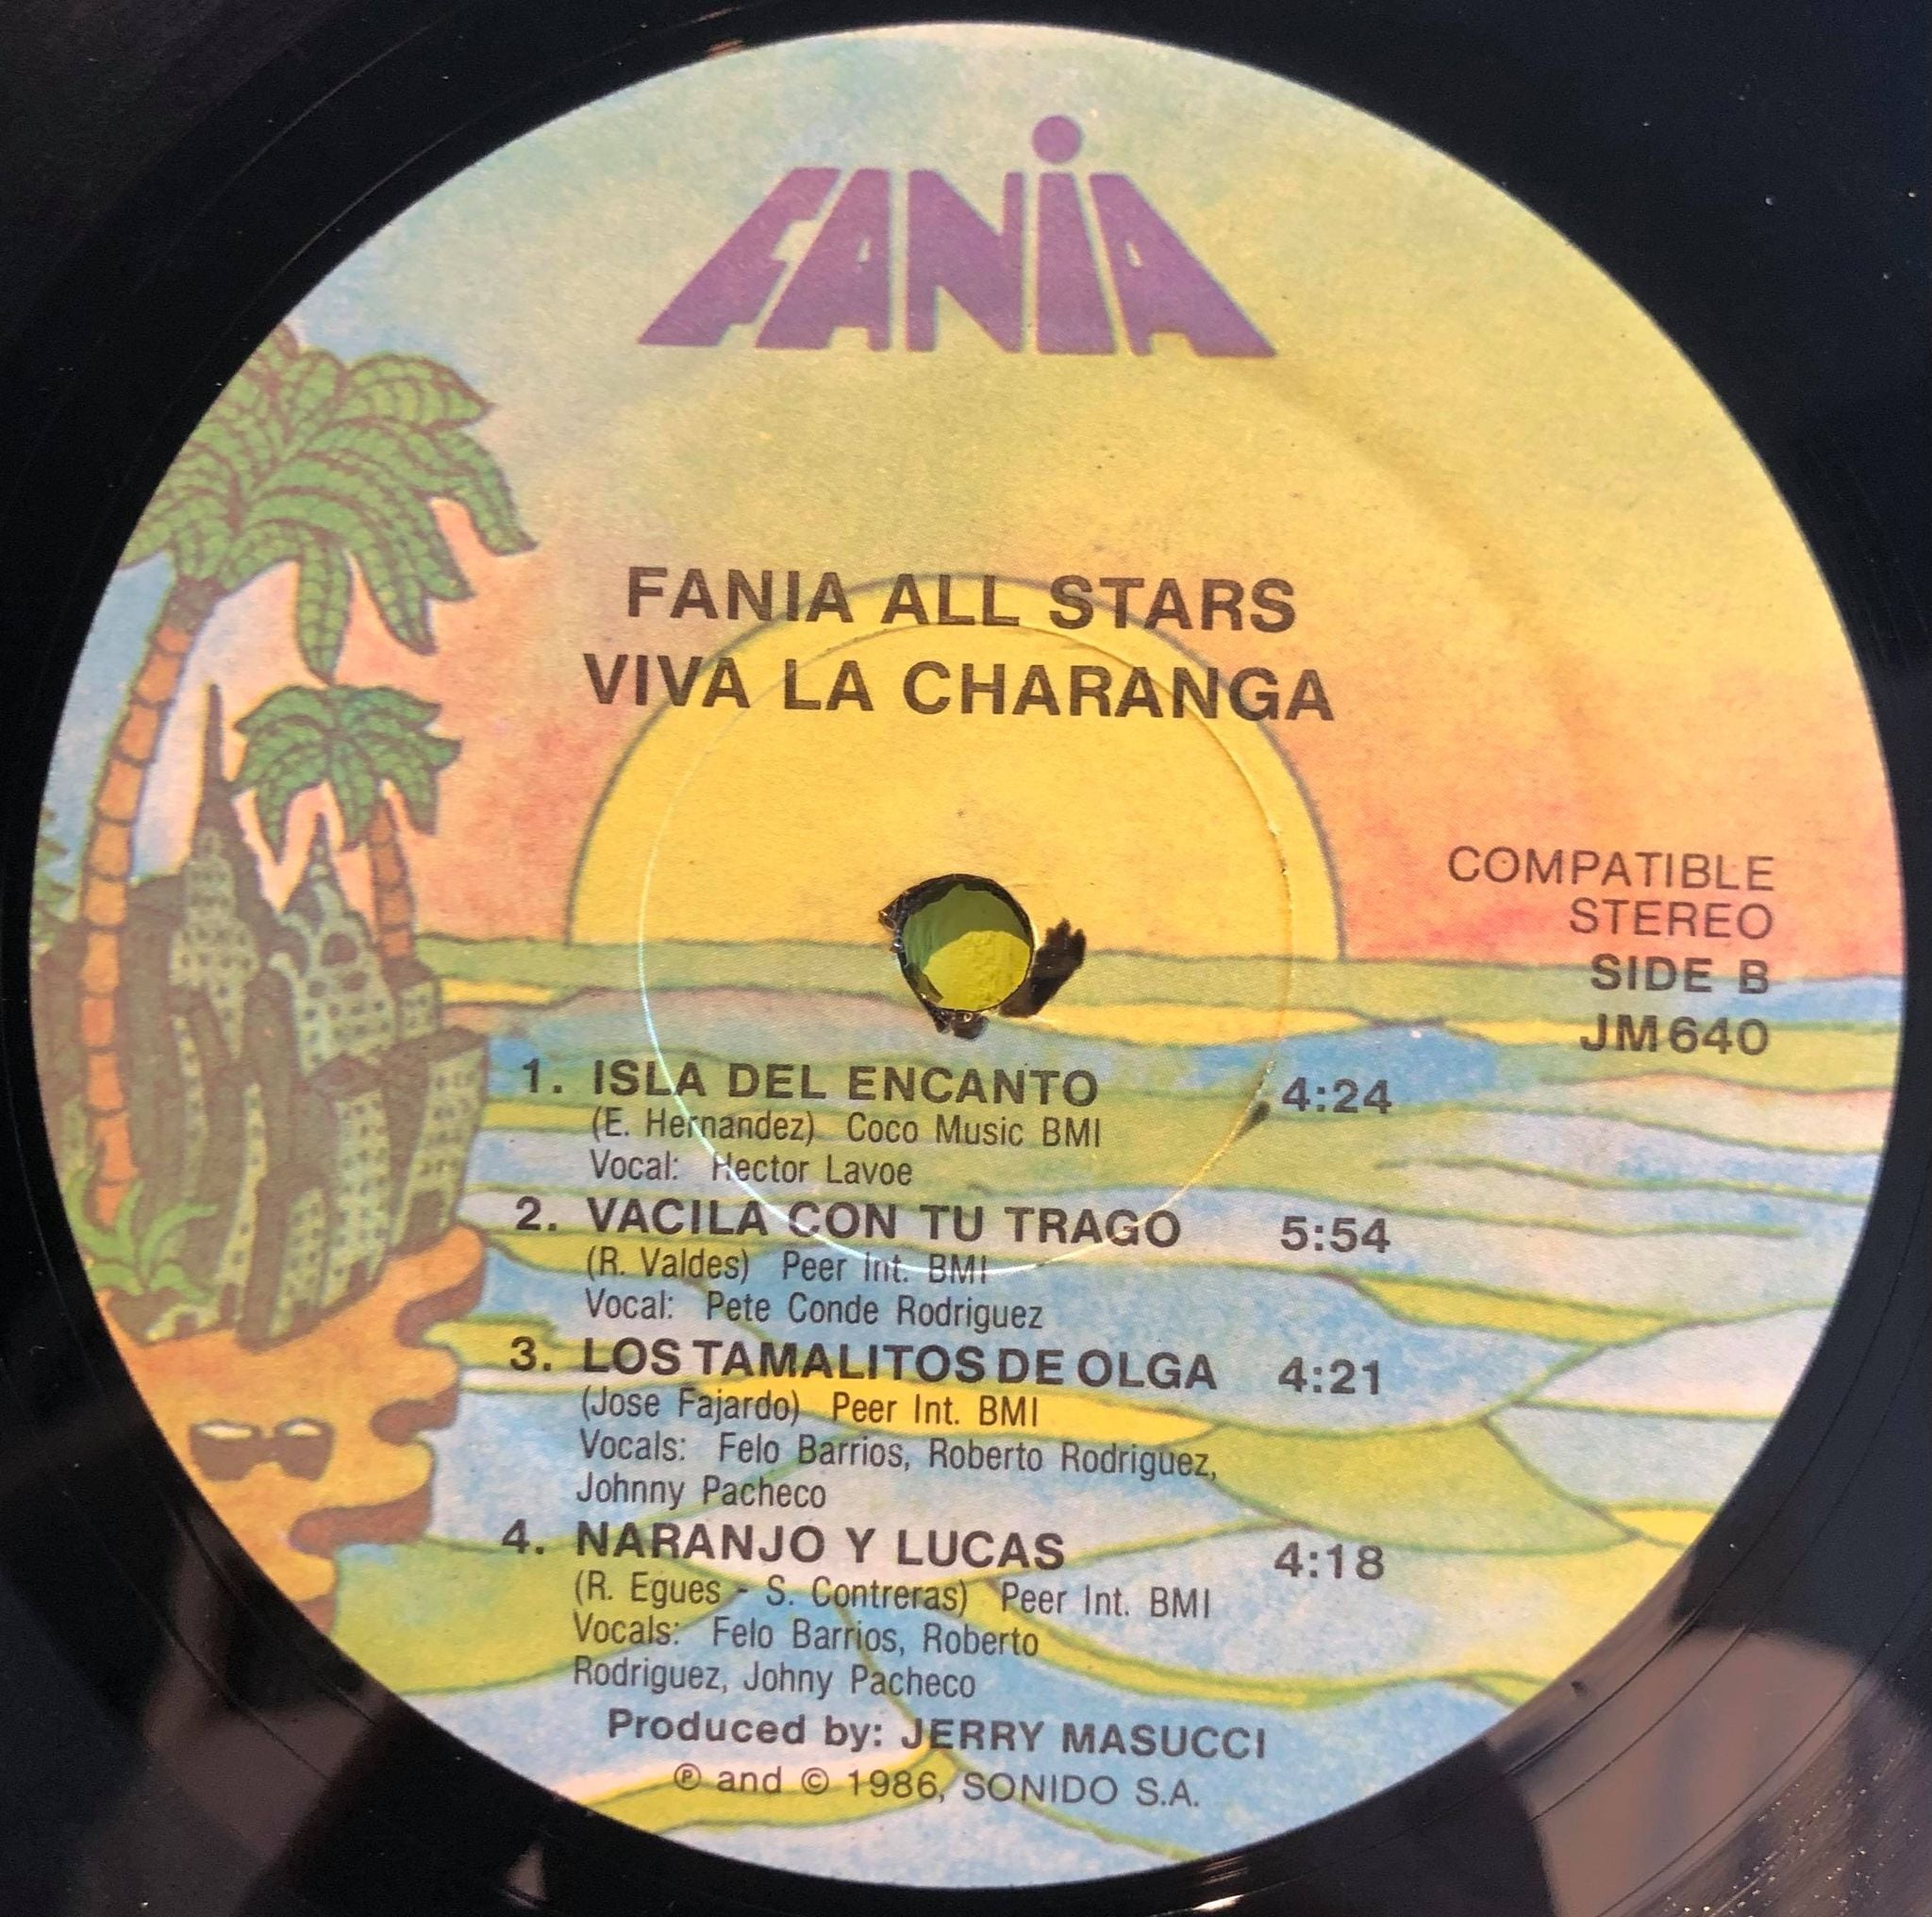 FANIA
FANIA ALL STARS
VIVA LA CHARANGA
COMPATIBLE
STEREO
SIDE B
JM640
1. ISLA DEL ENCANTO 4:24
(E. Hernandez) Coco Music BMI
Vocal: Hector Lavoe
2. VACILA CON TU TRAGO 5:54
(R. Valdes) Peer Int. BMI
Vocal: Pete Conde Rodriguez
3. LOS TAMALITOS DE OLGA 4:21
(Jose Fajardo) Peer Int. BMI
Vocals: Felo Barrios, Roberto Rodriguez,
Johnny Pacheco
4. NARANJO Y LUCAS 4:18
(R. Egues - S. Contreras) Peer Int. BMI
Vocals: Felo Barrios, Roberto
Rodriguez, Johny Pacheco
Produced by: JERRY MASUCCI
℗ and © 1986, SONIDO S.A.